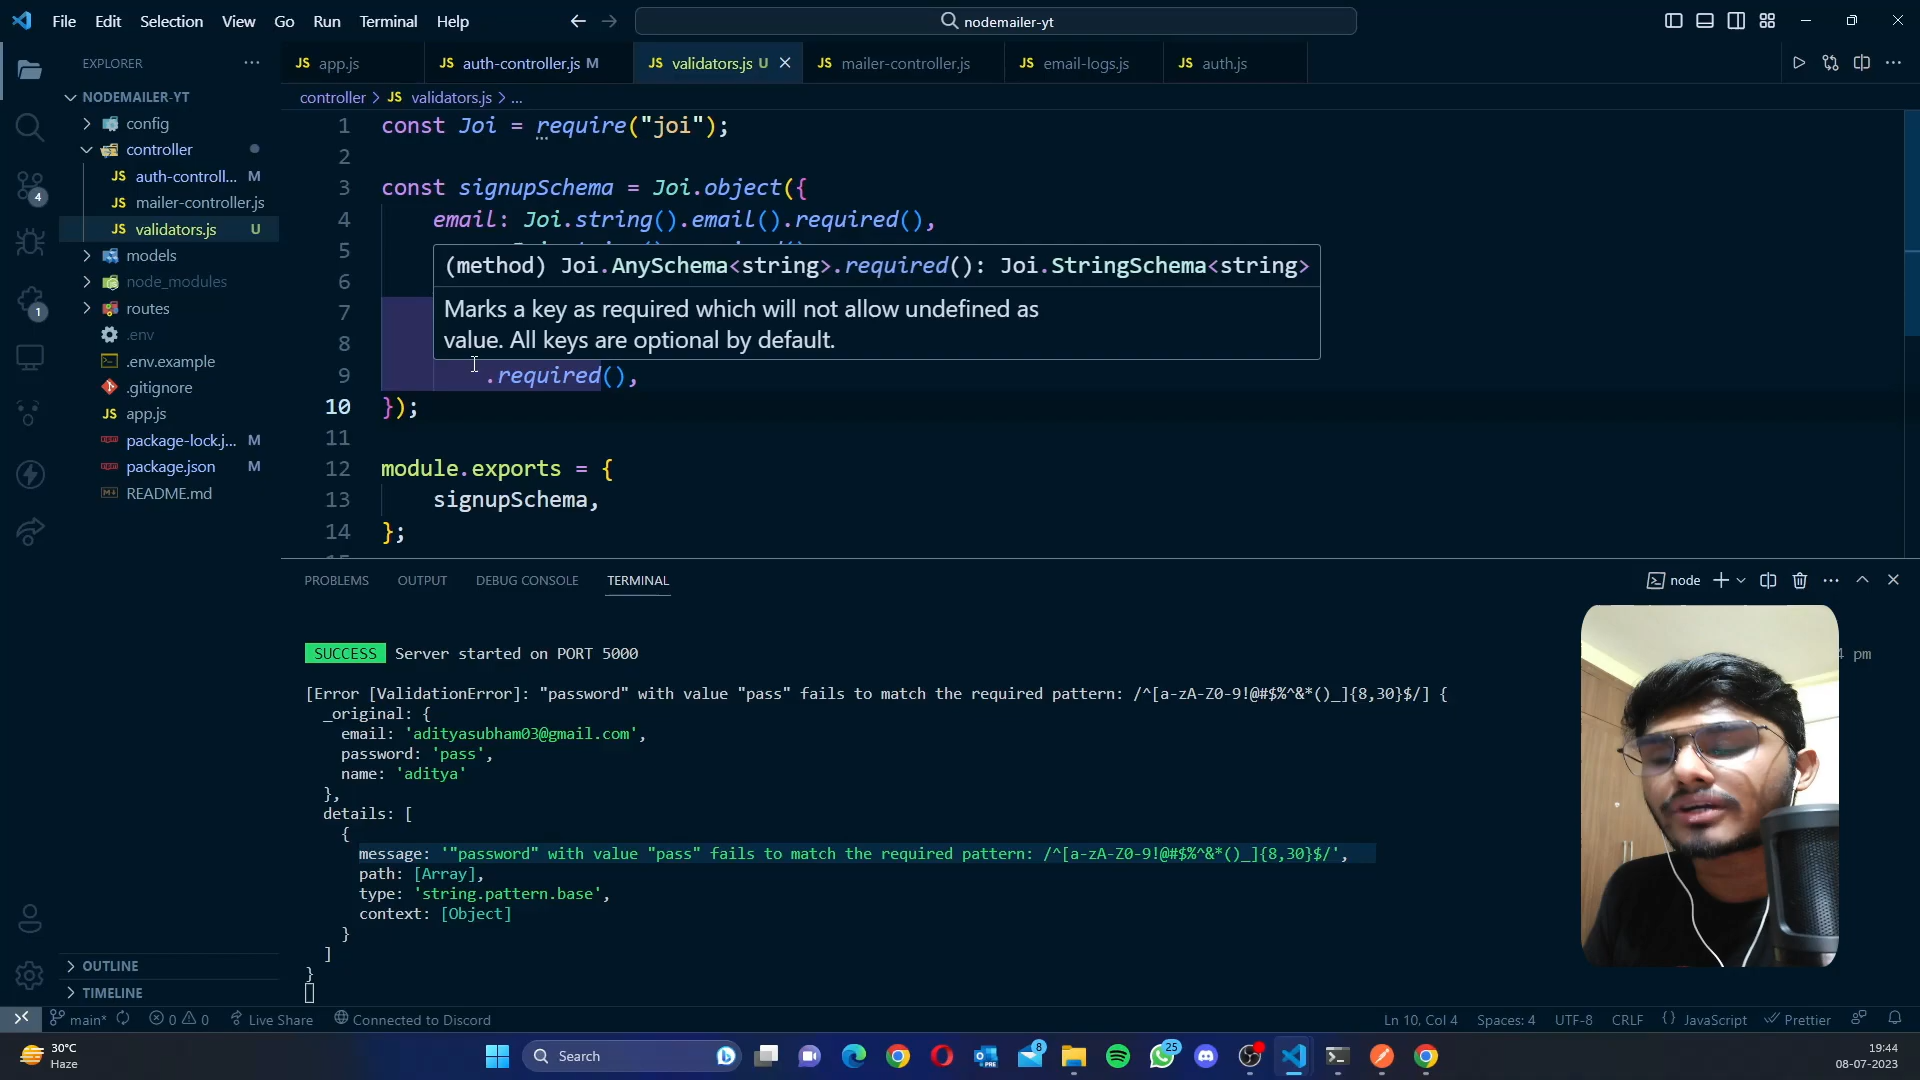 File Edit Selection View Go Run Terminal Help
nodemailer-yt
EXPLORER
NODEMAILER-YT
config
controller
JS auth-controll... M
JS mailer-controller.js
JS validators.js U
models
node_modules
routes
.env
.env.example
.gitignore
JS app.js
package-lock.j... M
package.json M
README.md
OUTLINE
TIMELINE
4
1
JS app.js
JS auth-controller.js M
JS validators.js U
JS mailer-controller.js
JS email-logs.js
JS auth.js
controller > JS validators.js > ...
1 const Joi = require("joi");
2
3 const signupSchema = Joi.object({
4 email: Joi.string().email().required(),
5
(method) Joi.AnySchema<string>.required(): Joi.StringSchema<string>
6
Marks a key as required which will not allow undefined as
7
value. All keys are optional by default.
8
9 .required(),
10 });
11
12 module.exports = {
13 signupSchema,
14 };
PROBLEMS OUTPUT DEBUG CONSOLE TERMINAL
node
SUCCESS Server started on PORT 5000
pm
[Error [ValidationError]: "password" with value "pass" fails to match the required pattern: /^[a-zA-Z0-9!@#$%^&*()_]{8,30}$/] {
_original: {
email: 'adityasubham03@gmail.com',
password: 'pass',
name: 'aditya'
},
details: [
{
message: '"password" with value "pass" fails to match the required pattern: /^[a-zA-Z0-9!@#$%^&*()_]{8,30}$/',
path: [Array],
type: 'string.pattern.base',
context: [Object]
}
]
}
main* 0 0 Live Share Connected to Discord
Ln 10, Col 4 Spaces: 4 UTF-8 CRLF {} JavaScript Prettier
30°C
Haze
Search
PRE
8
25
19:44
08-07-2023